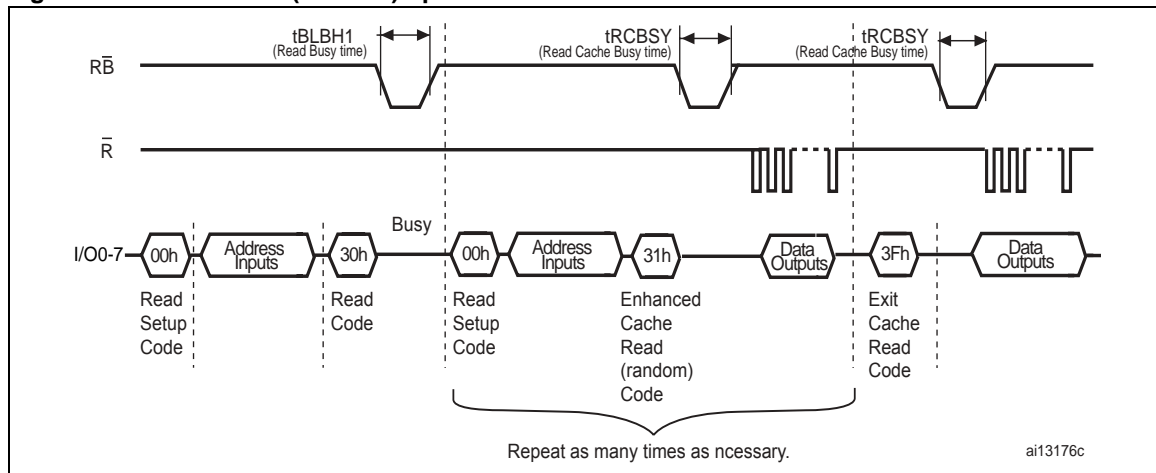 tBLBH1
(Read Busy time)
tRCBSY
(Read Cache Busy time)
tRCBSY
(Read Cache Busy time)
RB̅
R̅
Busy
I/O0-7
00h
Address
Inputs
30h
00h
Address
Inputs
31h
Data
Outputs
3Fh
Data
Outputs
Read
Setup
Code
Read
Code
Read
Setup
Code
Enhanced
Cache
Read
(random)
Code
Exit
Cache
Read
Code
Repeat as many times as ncessary.
ai13176c